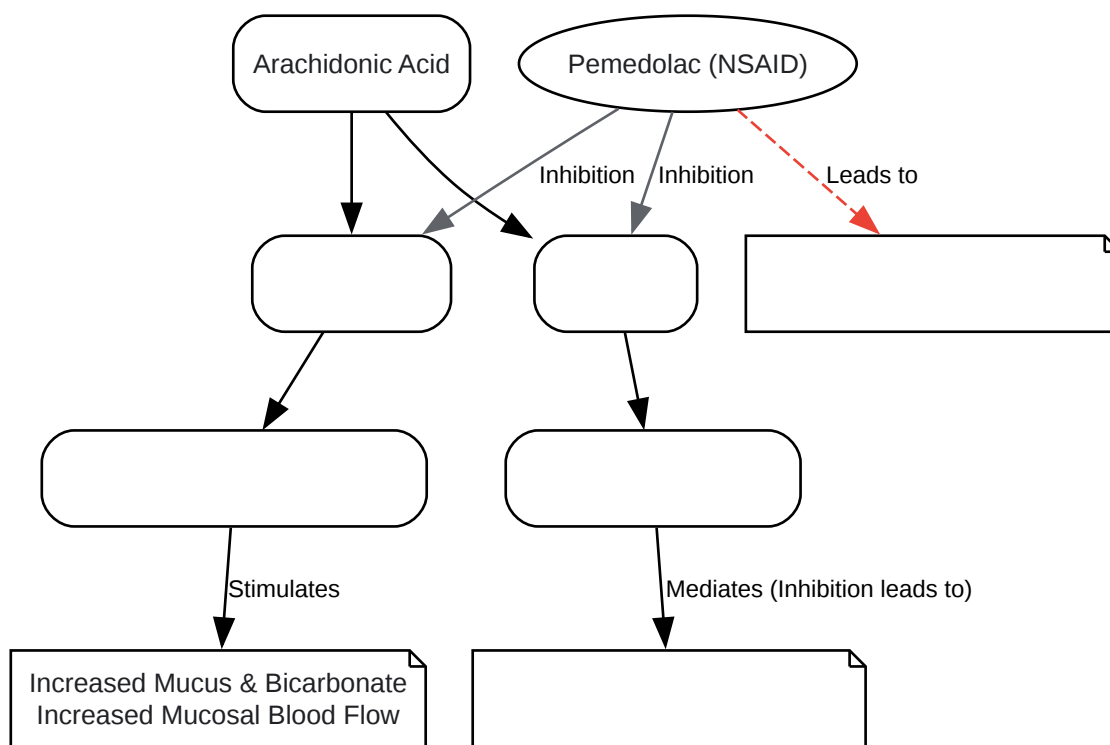 Arachidonic Acid
Pemedolac (NSAID)
Inhibition
Inhibition
Leads to
Stimulates
Mediates (Inhibition leads to)
Increased Mucus & Bicarbonate
Increased Mucosal Blood Flow